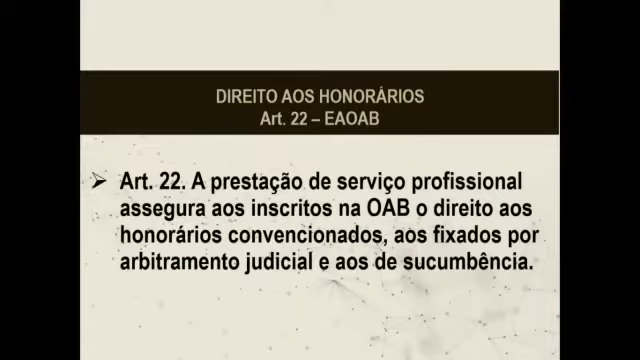 DIREITO AOS HONORÁRIOS
Art. 22 – EAOAB
Art. 22. A prestação de serviço profissional
assegura aos inscritos na OAB o direito aos
honorários convencionados, aos fixados por
arbitramento judicial e aos de sucumbência.